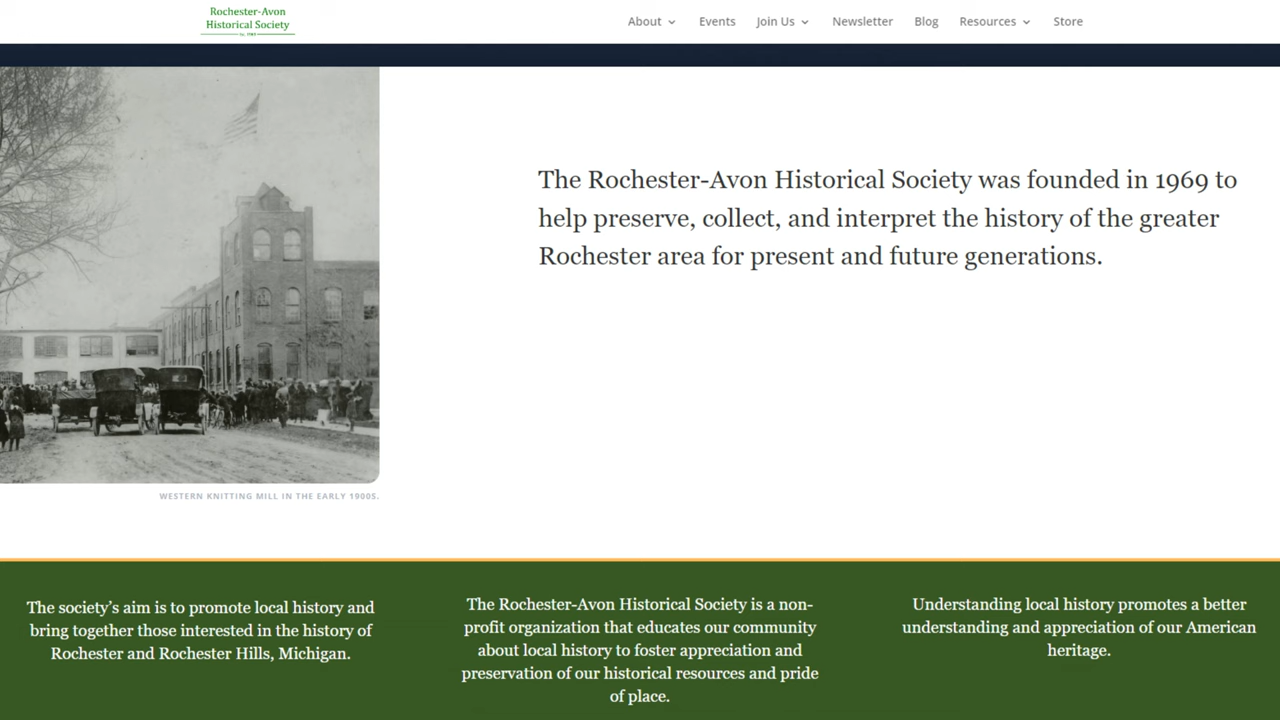 Rochester-Avon
Historical Society
Est. 1969
About
Events
Join Us
Newsletter
Blog
Resources
Store
The Rochester-Avon Historical Society was founded in 1969 to
help preserve, collect, and interpret the history of the greater
Rochester area for present and future generations.
WESTERN KNITTING MILL IN THE EARLY 1900S.
The society's aim is to promote local history and
bring together those interested in the history of
Rochester and Rochester Hills, Michigan.
The Rochester-Avon Historical Society is a non-
profit organization that educates our community
about local history to foster appreciation and
preservation of our historical resources and pride
of place.
Understanding local history promotes a better
understanding and appreciation of our American
heritage.